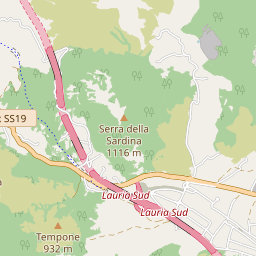 SS19
Serra della
Sardina
1116 m
Lauria Sud
Lauria Sud
Tempone
932 m